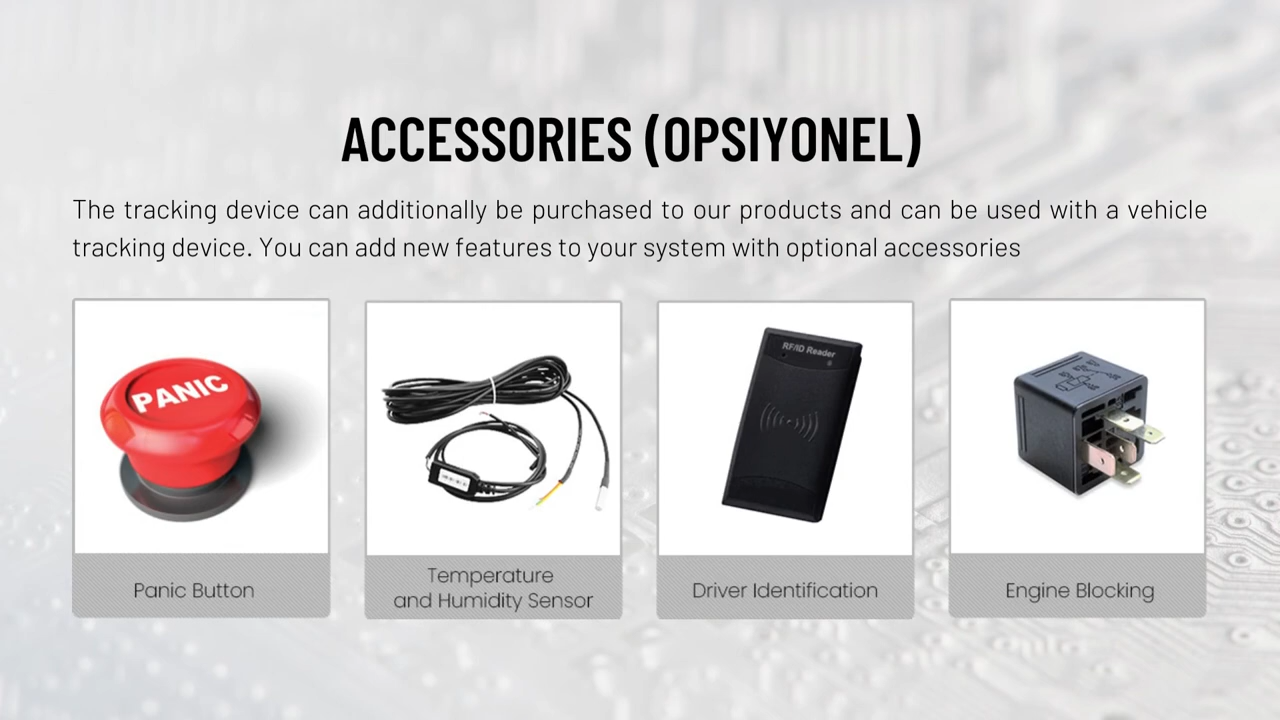 ACCESSORIES (OPSIYONEL)
The tracking device can additionally be purchased to our products and can be used with a vehicle
tracking device. You can add new features to your system with optional accessories
PANIC
RF/ID Reader
Panic Button
Temperature
and Humidity Sensor
Driver Identification
Engine Blocking